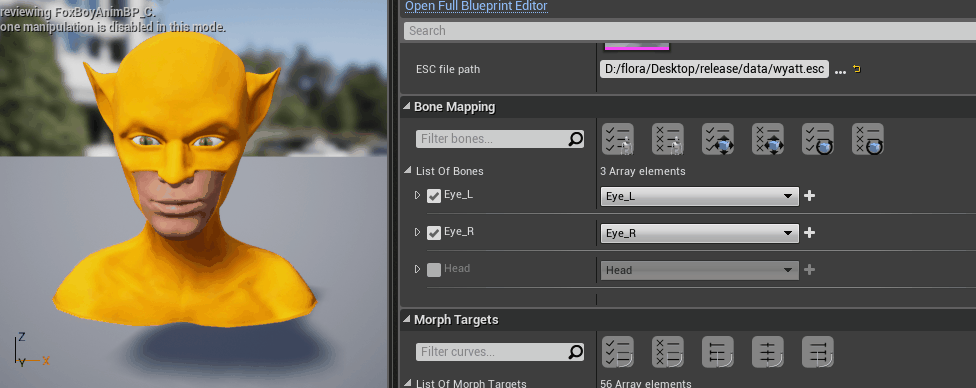 reviewing FoxBoyAnimBP_C.
one manipulation is disabled in this mode.
Open Full Blueprint Editor
Search
ESC file path
D:/flora/Desktop/release/data/wyatt.esc
...
Bone Mapping
Filter bones...
List Of Bones
3 Array elements
Eye_L
Eye_L
Eye_R
Eye_R
Head
Head
Morph Targets
Filter curves...
List Of Morph Targets
56 Array elements
Z
Y
X